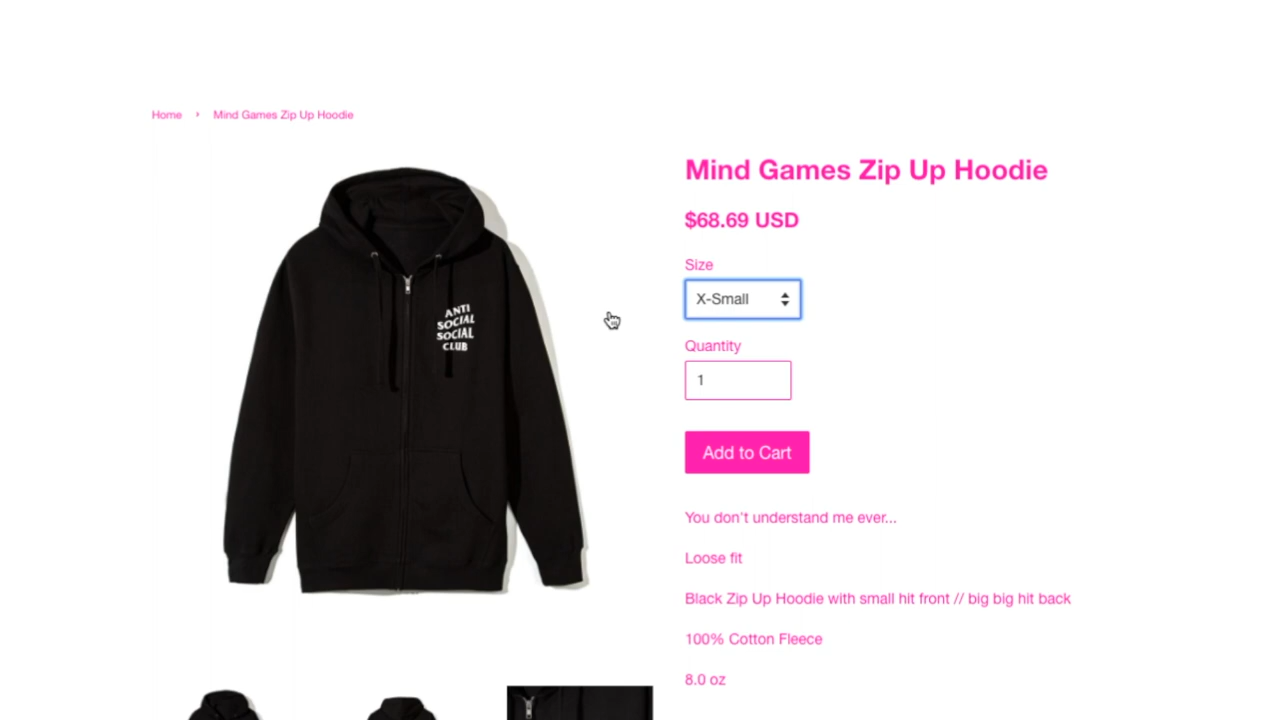 Home › Mind Games Zip Up Hoodie
Mind Games Zip Up Hoodie
$68.69 USD
Size
X-Small
Quantity
1
Add to Cart
ANTI
SOCIAL
SOCIAL
CLUB
You don't understand me ever...
Loose fit
Black Zip Up Hoodie with small hit front // big big hit back
100% Cotton Fleece
8.0 oz